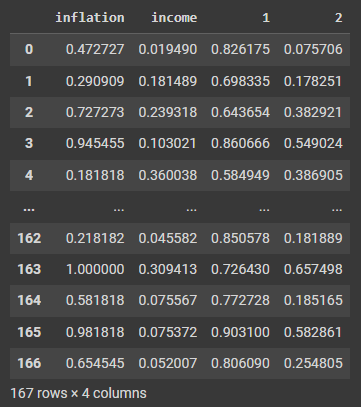 inflation income 1 2
0 0.472727 0.019490 0.826175 0.075706
1 0.290909 0.181489 0.698335 0.178251
2 0.727273 0.239318 0.643654 0.382921
3 0.945455 0.103021 0.860666 0.549024
4 0.181818 0.360038 0.584949 0.386905
... ... ... ... ...
162 0.218182 0.045582 0.850578 0.181889
163 1.000000 0.309413 0.726430 0.657498
164 0.581818 0.075567 0.772728 0.185165
165 0.981818 0.075372 0.903100 0.582861
166 0.654545 0.052007 0.806090 0.254805
167 rows × 4 columns